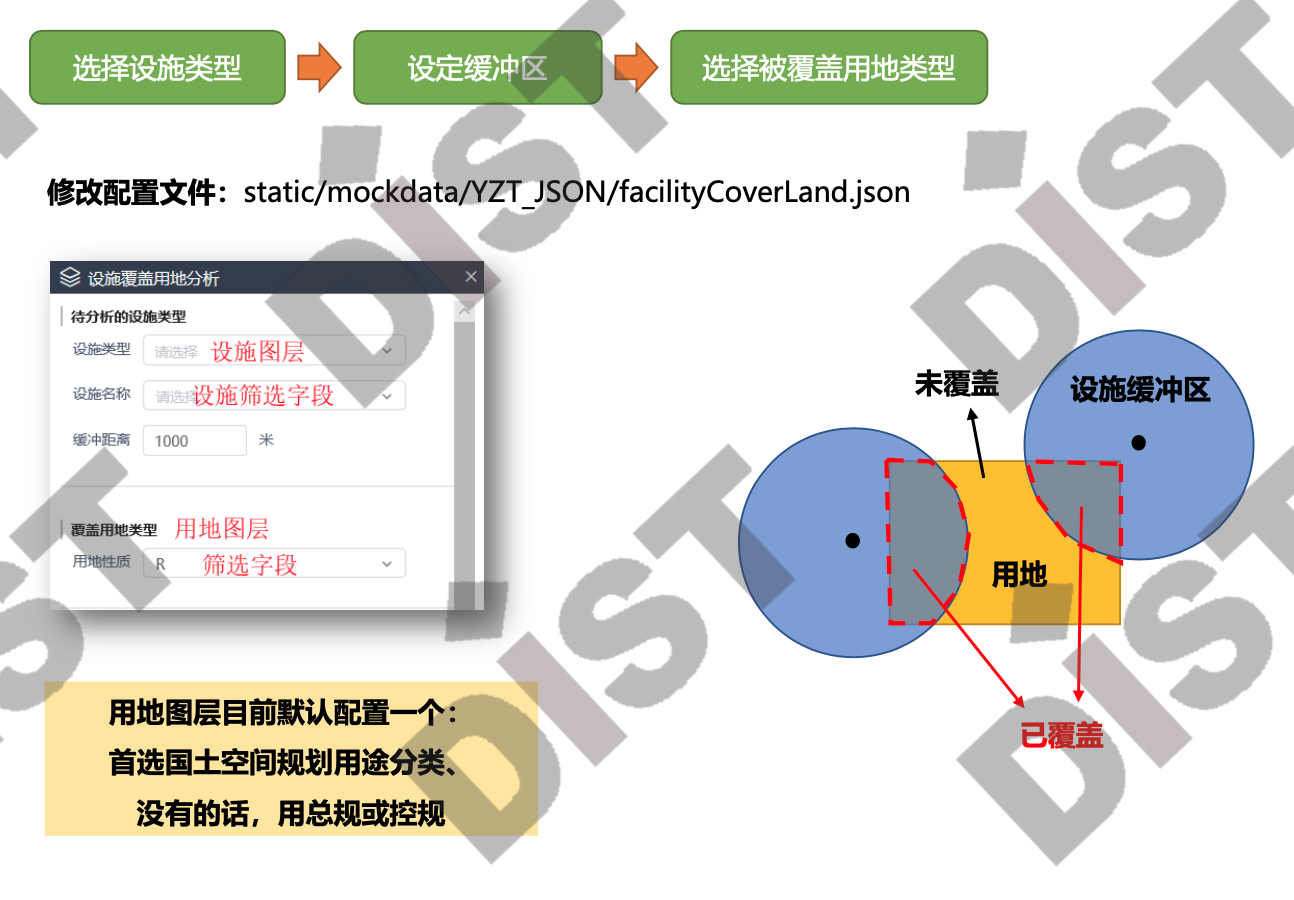 选择设施类型
设定缓冲区
选择被覆盖用地类型
修改配置文件：static/mockdata/YZT_JSON/facilityCoverLand.json
设施覆盖用地分析
待分析的设施类型
设施类型 请选择 设施图层
设施名称 请选择 设施筛选字段
缓冲距离 1000 米
覆盖用地类型 用地图层
用地性质 R 筛选字段
未覆盖
设施缓冲区
用地
已覆盖
用地图层目前默认配置一个：
首选国土空间规划用途分类、
没有的话，用总规或控规
DIST
DIST
DIST
DIST
DIST